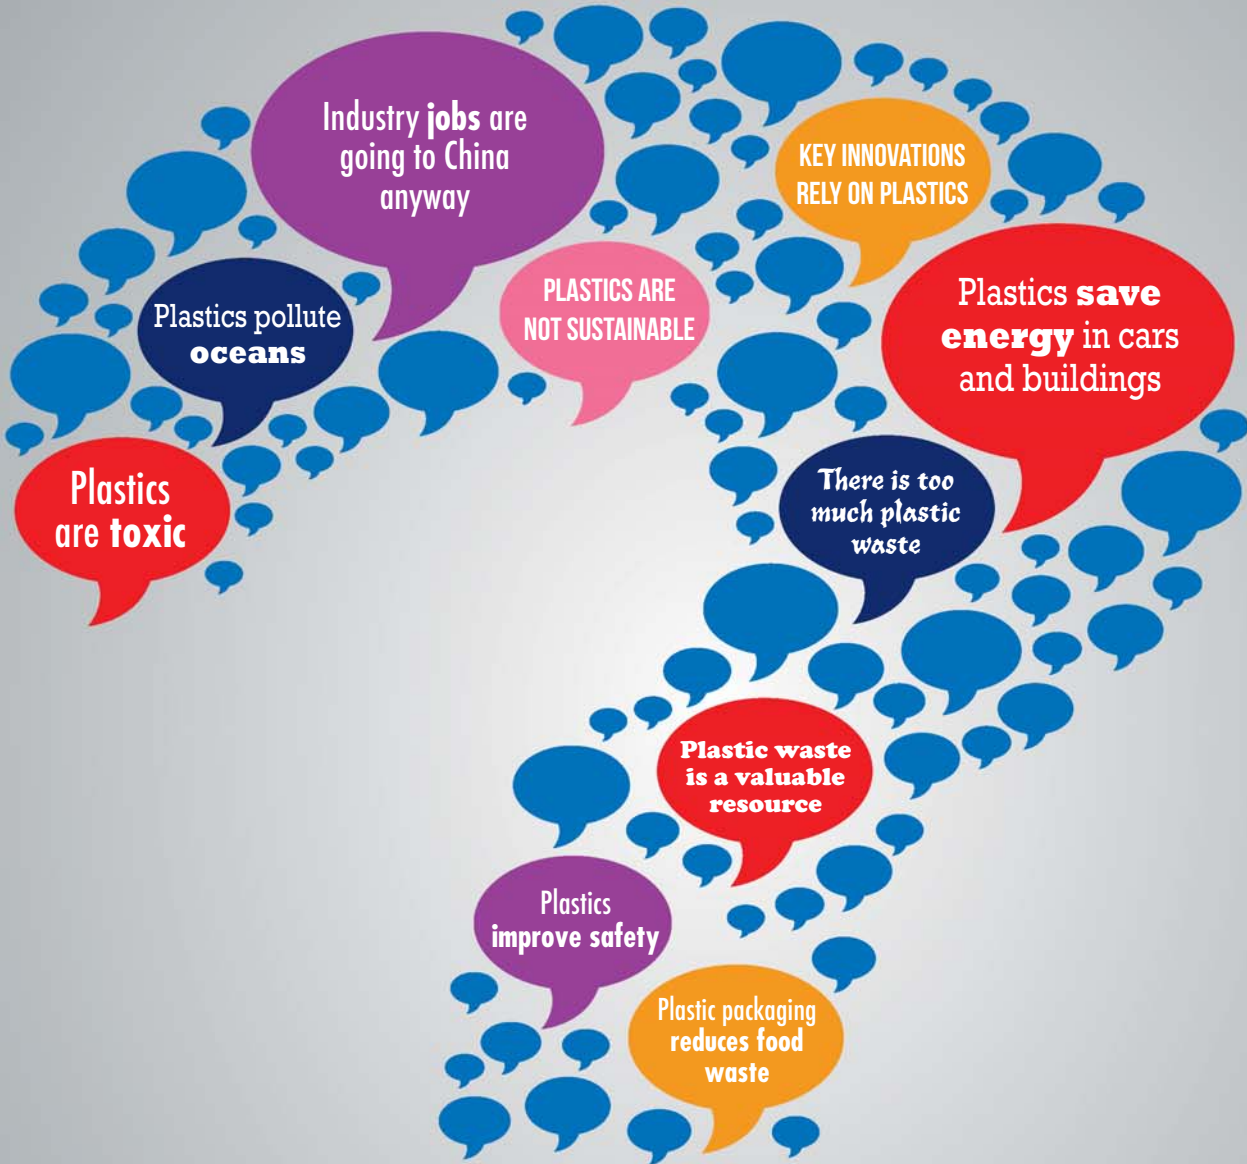 Industry jobs are
going to China
anyway
KEY INNOVATIONS
RELY ON PLASTICS
Plastics pollute
oceans
PLASTICS ARE
NOT SUSTAINABLE
Plastics save
energy in cars
and buildings
Plastics
are toxic
There is too
much plastic
waste
Plastic waste
is a valuable
resource
Plastics
improve safety
Plastic packaging
reduces food
waste